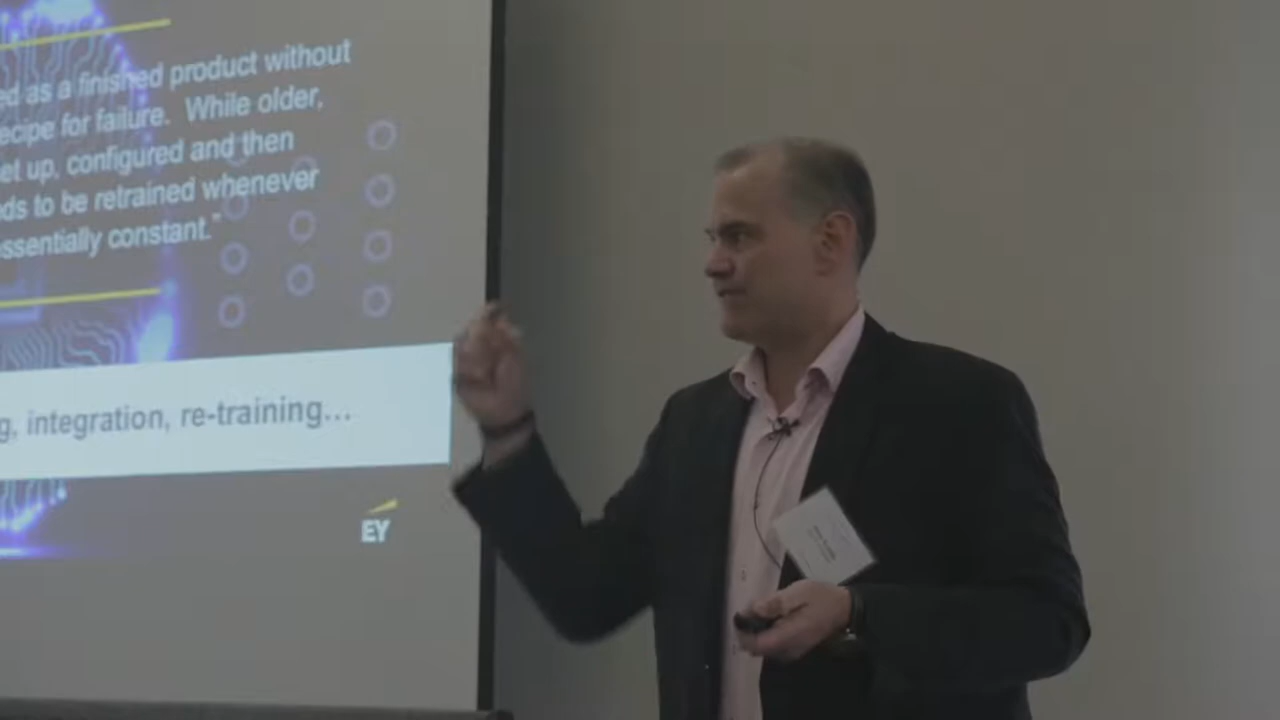 ed as a finished product without
ecipe for failure. While older,
et up, configured and then
ds to be retrained whenever
ssentially constant.”
g, integration, re-training...
EY